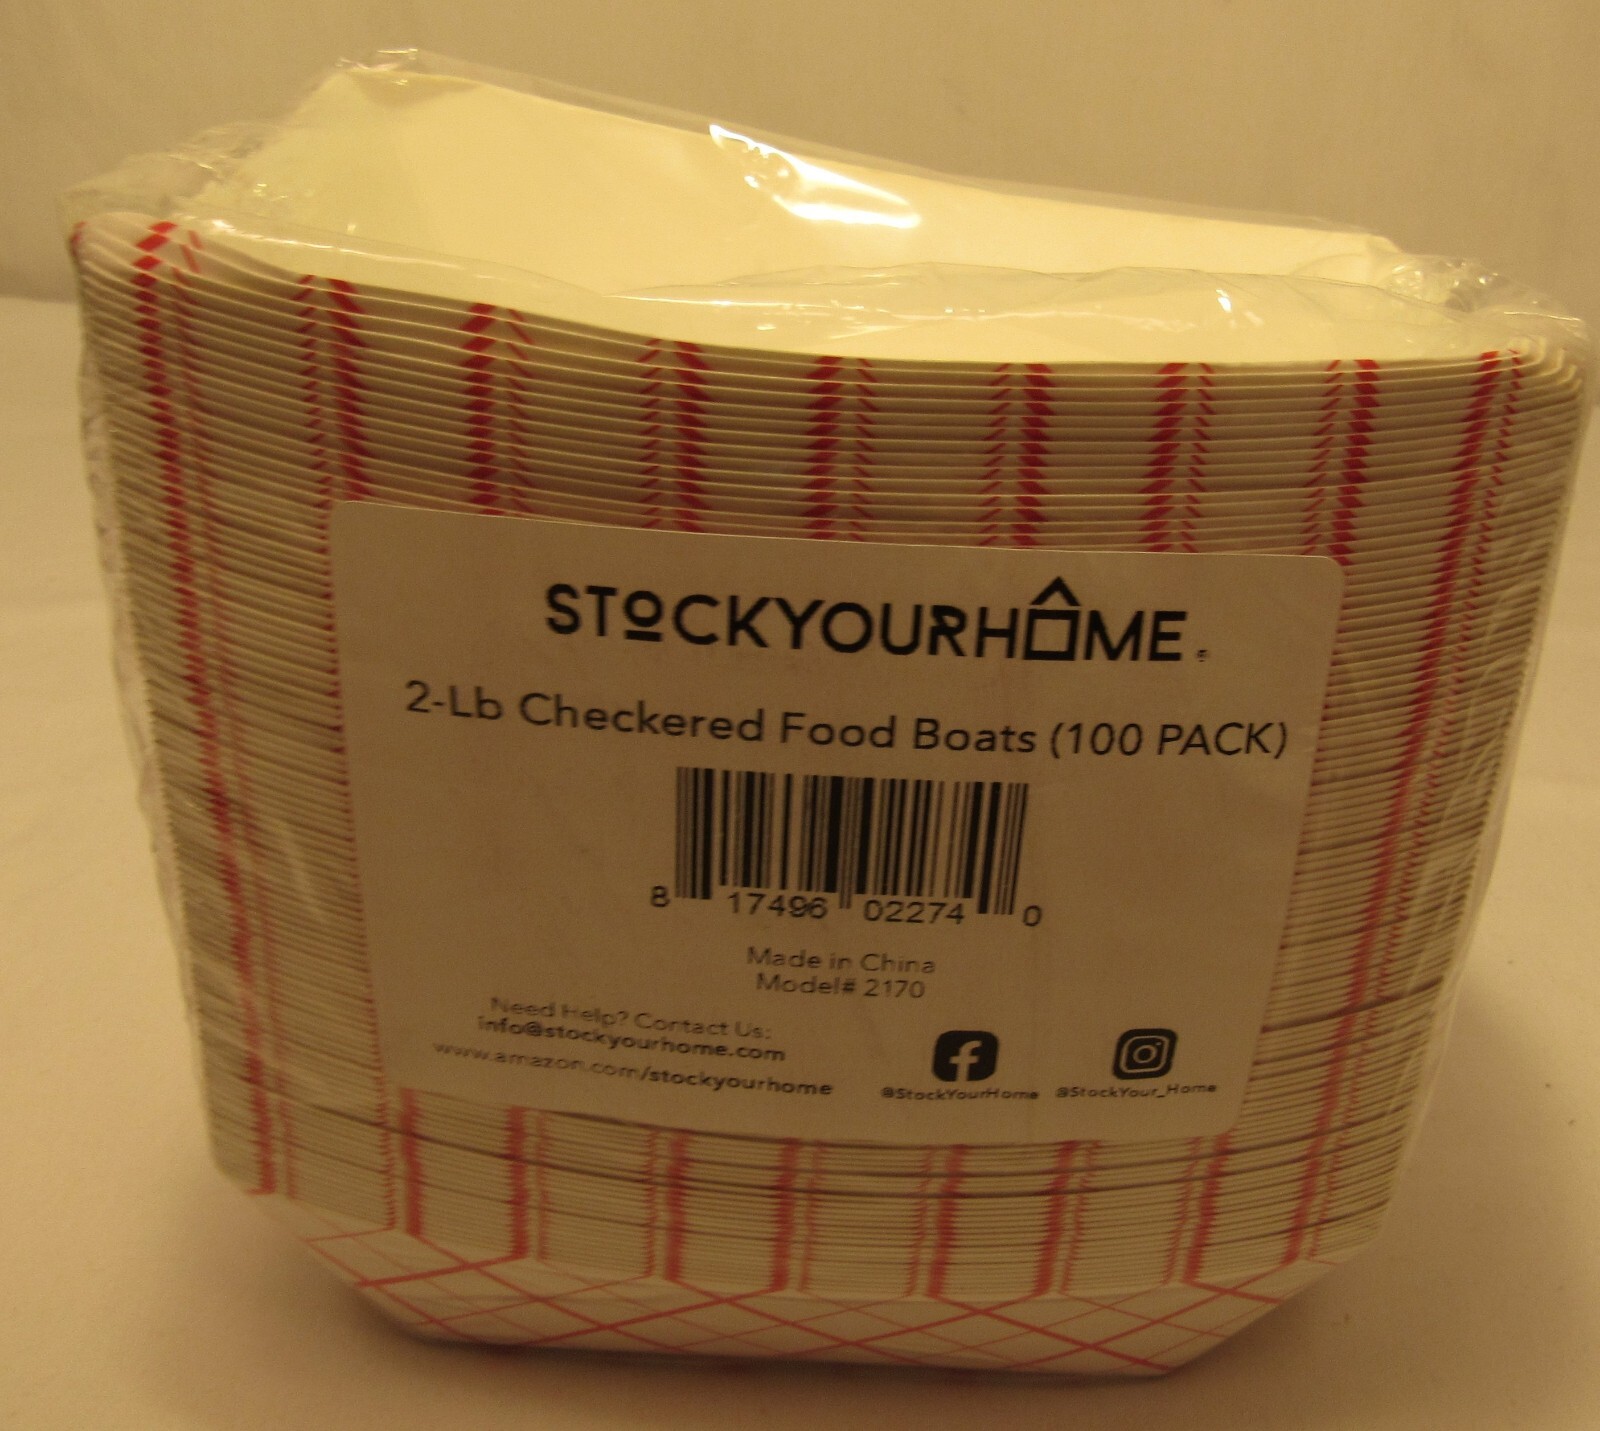 STOCKYOURHOME®
2-Lb Checkered Food Boats (100 PACK)
8 17496 02274 0
Made in China
Model# 2170
Need Help? Contact Us:
info@stockyourhome.com
www.amazon.com/stockyourhome
@StockYourHome @StockYour_Home